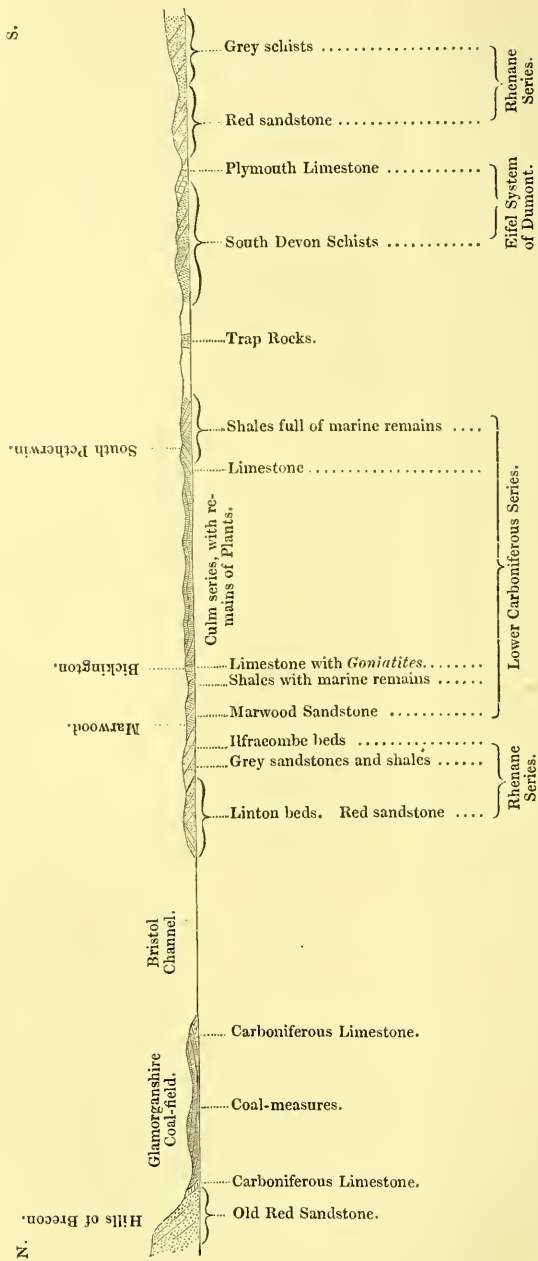 S.
Grey schists ....................
Red sandstone ..................
Rhenane
Series.
Plymouth Limestone ............
South Devon Schists ............
Eifel System
of Dumont.
Trap Rocks.
South Petherwin.
Shales full of marine remains ....
Limestone ......................
Culm series, with re-
mains of Plants.
Lower Carboniferous Series.
Bickington.
Limestone with Goniatites........
Shales with marine remains ......
Marwood Sandstone ............
Marwood.
Ilfracombe beds ................
Grey sandstones and shales ......
Linton beds. Red sandstone ....
Rhenane
Series.
Bristol
Channel.
Carboniferous Limestone.
Glamorganshire
Coal-field.
Coal-measures.
Carboniferous Limestone.
Old Red Sandstone.
Hills of Brecon.
N.